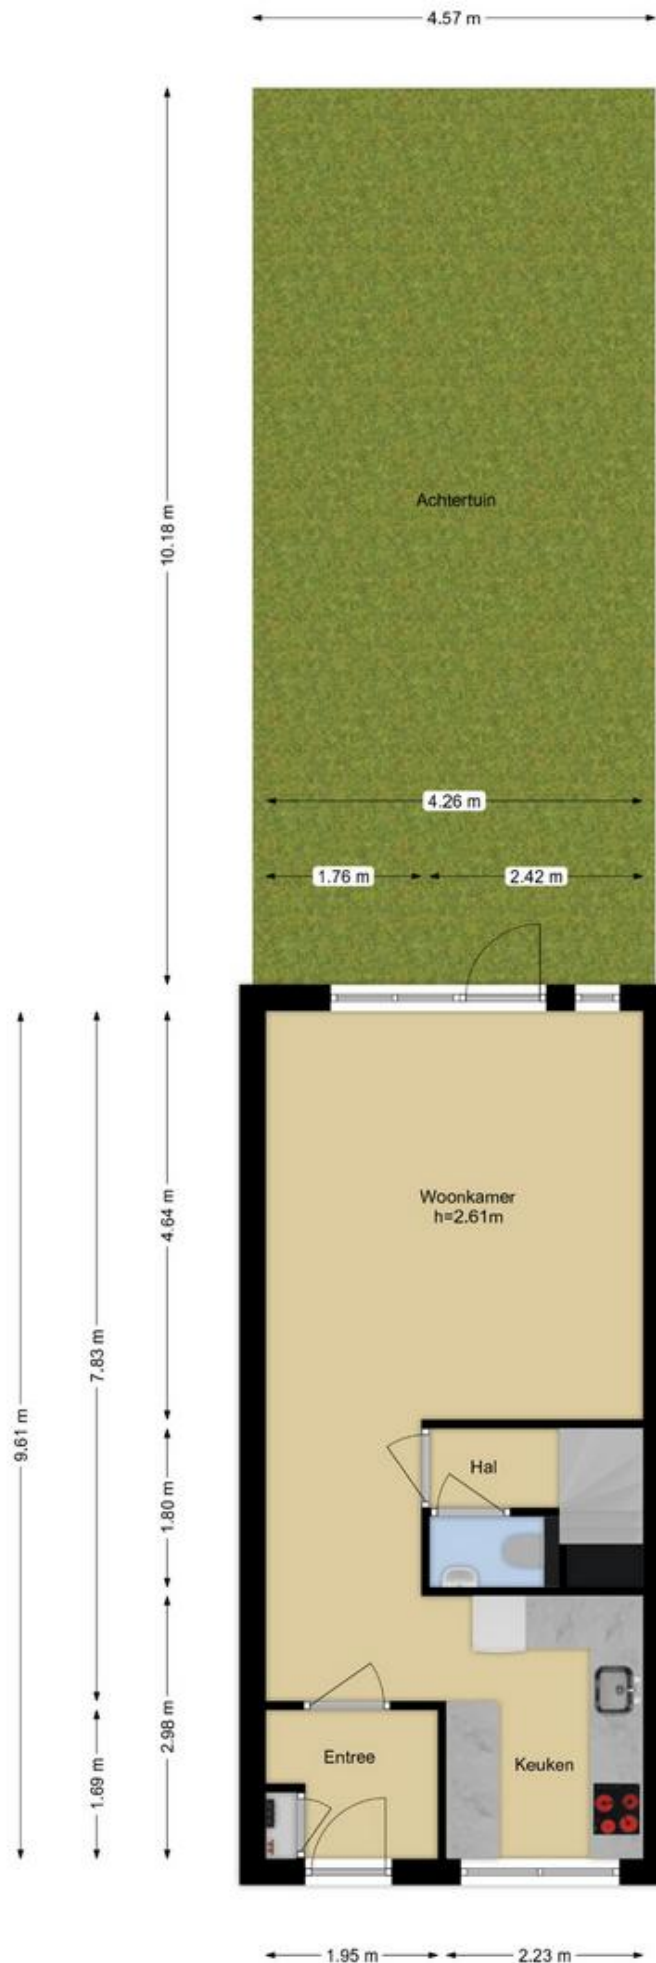 4.57 m
10.18 m
Achtertuin
4.26 m
1.76 m
2.42 m
Woonkamer
h=2.61m
4.64 m
7.83 m
9.61 m
Hal
1.80 m
2.98 m
Entree
Keuken
1.69 m
1.95 m
2.23 m